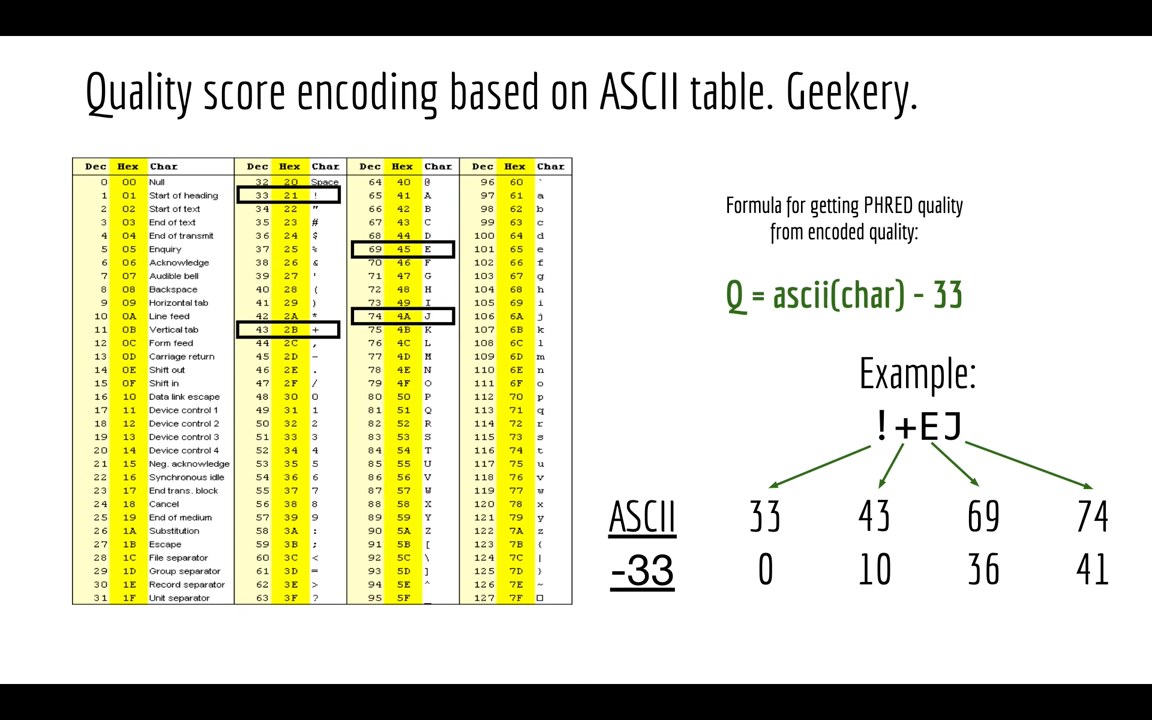 Quality score encoding based on ASCII table. Geekery.
Dec Hex Char Dec Hex Char Dec Hex Char Dec Hex Char
0 00 Null 32 20 Space 64 40 @ 96 60 `
1 01 Start of heading 33 21 ! 65 41 A 97 61 a
2 02 Start of text 34 22 " 66 42 B 98 62 b
3 03 End of text 35 23 # 67 43 C 99 63 c
4 04 End of transmit 36 24 $ 68 44 D 100 64 d
5 05 Enquiry 37 25 % 69 45 E 101 65 e
6 06 Acknowledge 38 26 & 70 46 F 102 66 f
7 07 Audible bell 39 27 ' 71 47 G 103 67 g
8 08 Backspace 40 28 ( 72 48 H 104 68 h
9 09 Horizontal tab 41 29 ) 73 49 I 105 69 i
10 0A Line feed 42 2A * 74 4A J 106 6A j
11 0B Vertical tab 43 2B + 75 4B K 107 6B k
12 0C Form feed 44 2C , 76 4C L 108 6C l
13 0D Carriage return 45 2D - 77 4D M 109 6D m
14 0E Shift out 46 2E . 78 4E N 110 6E n
15 0F Shift in 47 2F / 79 4F O 111 6F o
16 10 Data link escape 48 30 0 80 50 P 112 70 p
17 11 Device control 1 49 31 1 81 51 Q 113 71 q
18 12 Device control 2 50 32 2 82 52 R 114 72 r
19 13 Device control 3 51 33 3 83 53 S 115 73 s
20 14 Device control 4 52 34 4 84 54 T 116 74 t
21 15 Neg. acknowledge 53 35 5 85 55 U 117 75 u
22 16 Synchronous idle 54 36 6 86 56 V 118 76 v
23 17 End trans. block 55 37 7 87 57 W 119 77 w
24 18 Cancel 56 38 8 88 58 X 120 78 x
25 19 End of medium 57 39 9 89 59 Y 121 79 y
26 1A Substitution 58 3A : 90 5A Z 122 7A z
27 1B Escape 59 3B ; 91 5B [ 123 7B {
28 1C File separator 60 3C < 92 5C \ 124 7C |
29 1D Group separator 61 3D = 93 5D ] 125 7D }
30 1E Record separator 62 3E > 94 5E ^ 126 7E ~
31 1F Unit separator 63 3F ? 95 5F _ 127 7F □
Formula for getting PHRED quality
from encoded quality:
Q = ascii(char) - 33
Example:
!+EJ
ASCII 33 43 69 74
-33 0 10 36 41